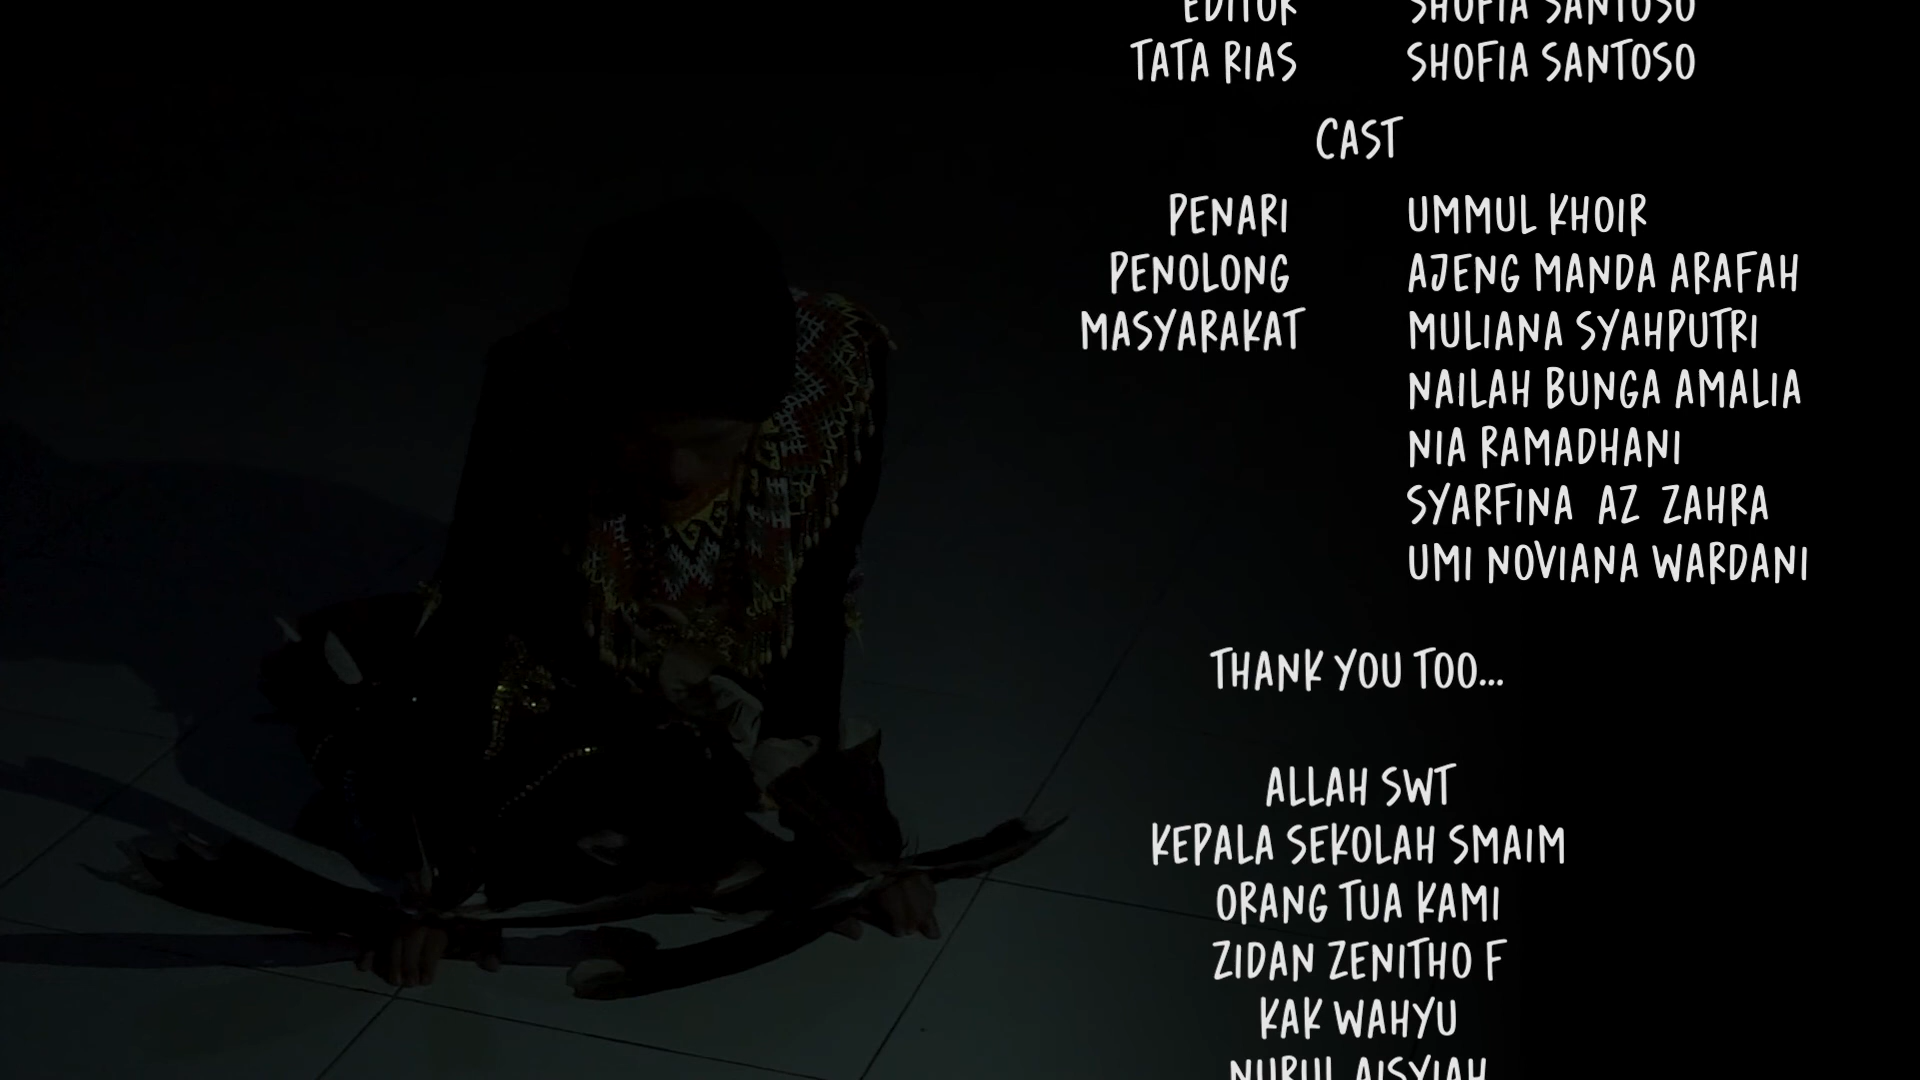 EDITOR SHOFIA SANTOSO
TATA RIAS SHOFIA SANTOSO
CAST
PENARI UMMUL KHOIR
PENOLONG AJENG MANDA ARAFAH
MASYARAKAT MULIANA SYAHPUTRI
NAILAH BUNGA AMALIA
NIA RAMADHANI
SYARFINA AZ ZAHRA
UMI NOVIANA WARDANI
THANK YOU TOO...
ALLAH SWT
KEPALA SEKOLAH SMAIM
ORANG TUA KAMI
ZIDAN ZENITHO F
KAK WAHYU
NURUL AISYIAH